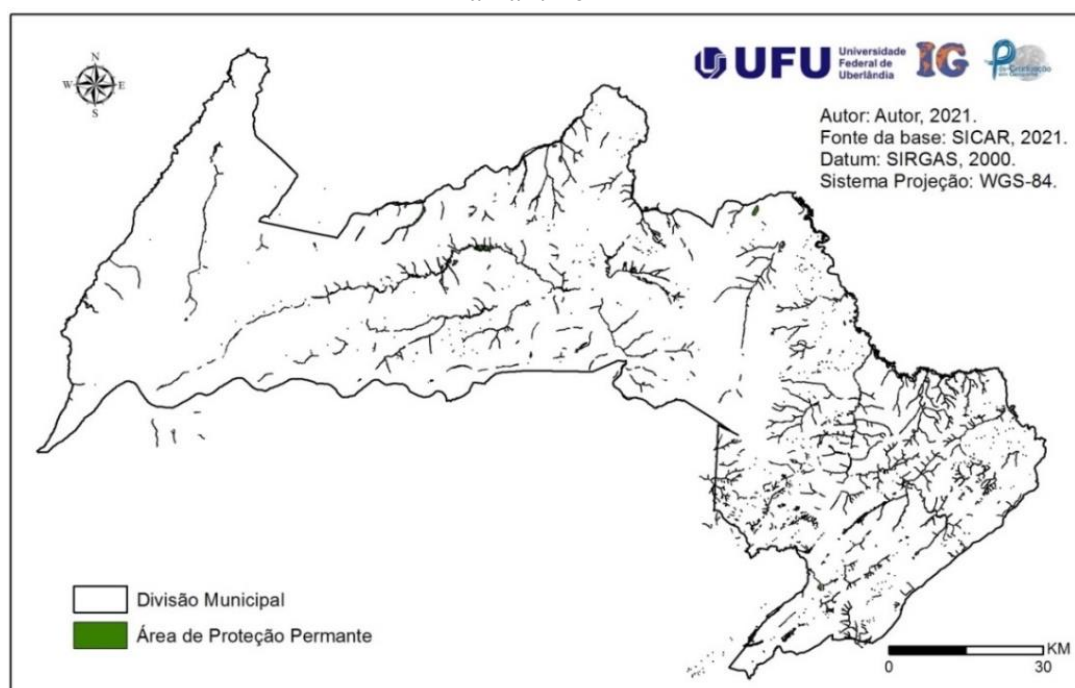 N
W E
S
UFU Universidade
Federal de
Uberlândia
IG
Autor: Autor, 2021.
Fonte da base: SICAR, 2021.
Datum: SIRGAS, 2000.
Sistema Projeção: WGS-84.
Divisão Municipal
Área de Proteção Permante
KM
0 30